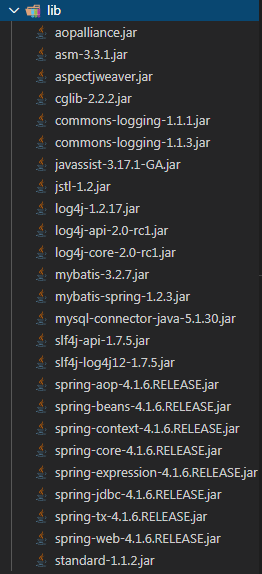 lib
aopalliance.jar
asm-3.3.1.jar
aspectjweaver.jar
cglib-2.2.2.jar
commons-logging-1.1.1.jar
commons-logging-1.1.3.jar
javassist-3.17.1-GA.jar
jstl-1.2.jar
log4j-1.2.17.jar
log4j-api-2.0-rc1.jar
log4j-core-2.0-rc1.jar
mybatis-3.2.7.jar
mybatis-spring-1.2.3.jar
mysql-connector-java-5.1.30.jar
slf4j-api-1.7.5.jar
slf4j-log4j12-1.7.5.jar
spring-aop-4.1.6.RELEASE.jar
spring-beans-4.1.6.RELEASE.jar
spring-context-4.1.6.RELEASE.jar
spring-core-4.1.6.RELEASE.jar
spring-expression-4.1.6.RELEASE.jar
spring-jdbc-4.1.6.RELEASE.jar
spring-tx-4.1.6.RELEASE.jar
spring-web-4.1.6.RELEASE.jar
standard-1.1.2.jar